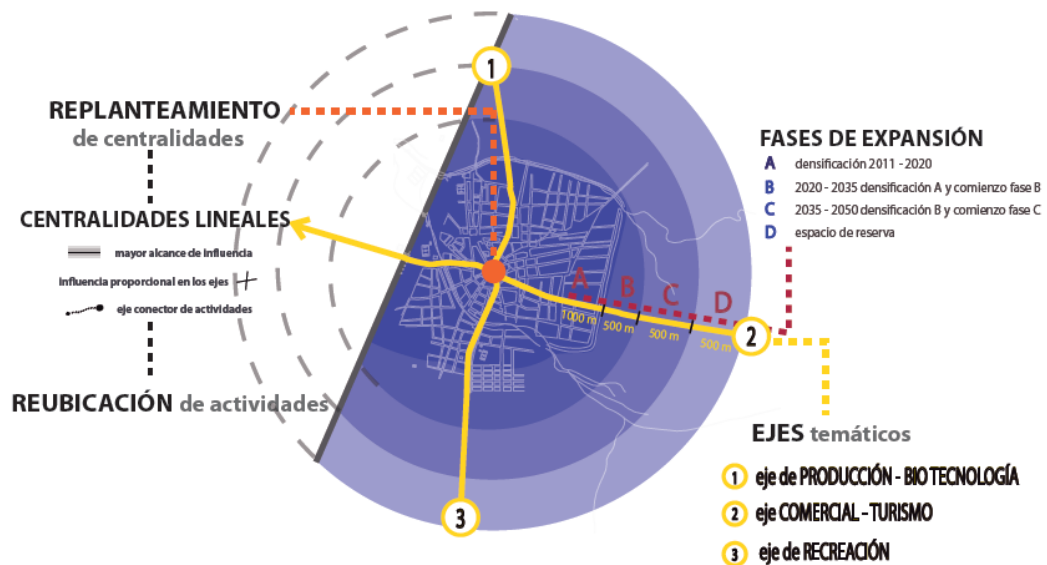 1
REPLANTEAMIENTO
de centralidades
CENTRALIDADES LINEALES
mayor alcance de influencia
influencia proporcional en los ejes
eje conector de actividades
REUBICACIÓN de actividades
A
B
C
D
1000 m
500 m
500 m
500 m
2
3
FASES DE EXPANSIÓN
A densificación 2011 - 2020
B 2020 - 2035 densificación A y comienzo fase B
C 2035 - 2050 densificación B y comienzo fase C
D espacio de reserva
EJES temáticos
1 eje de PRODUCCIÓN - BIO TECNOLOGÍA
2 eje COMERCIAL - TURISMO
3 eje de RECREACIÓN